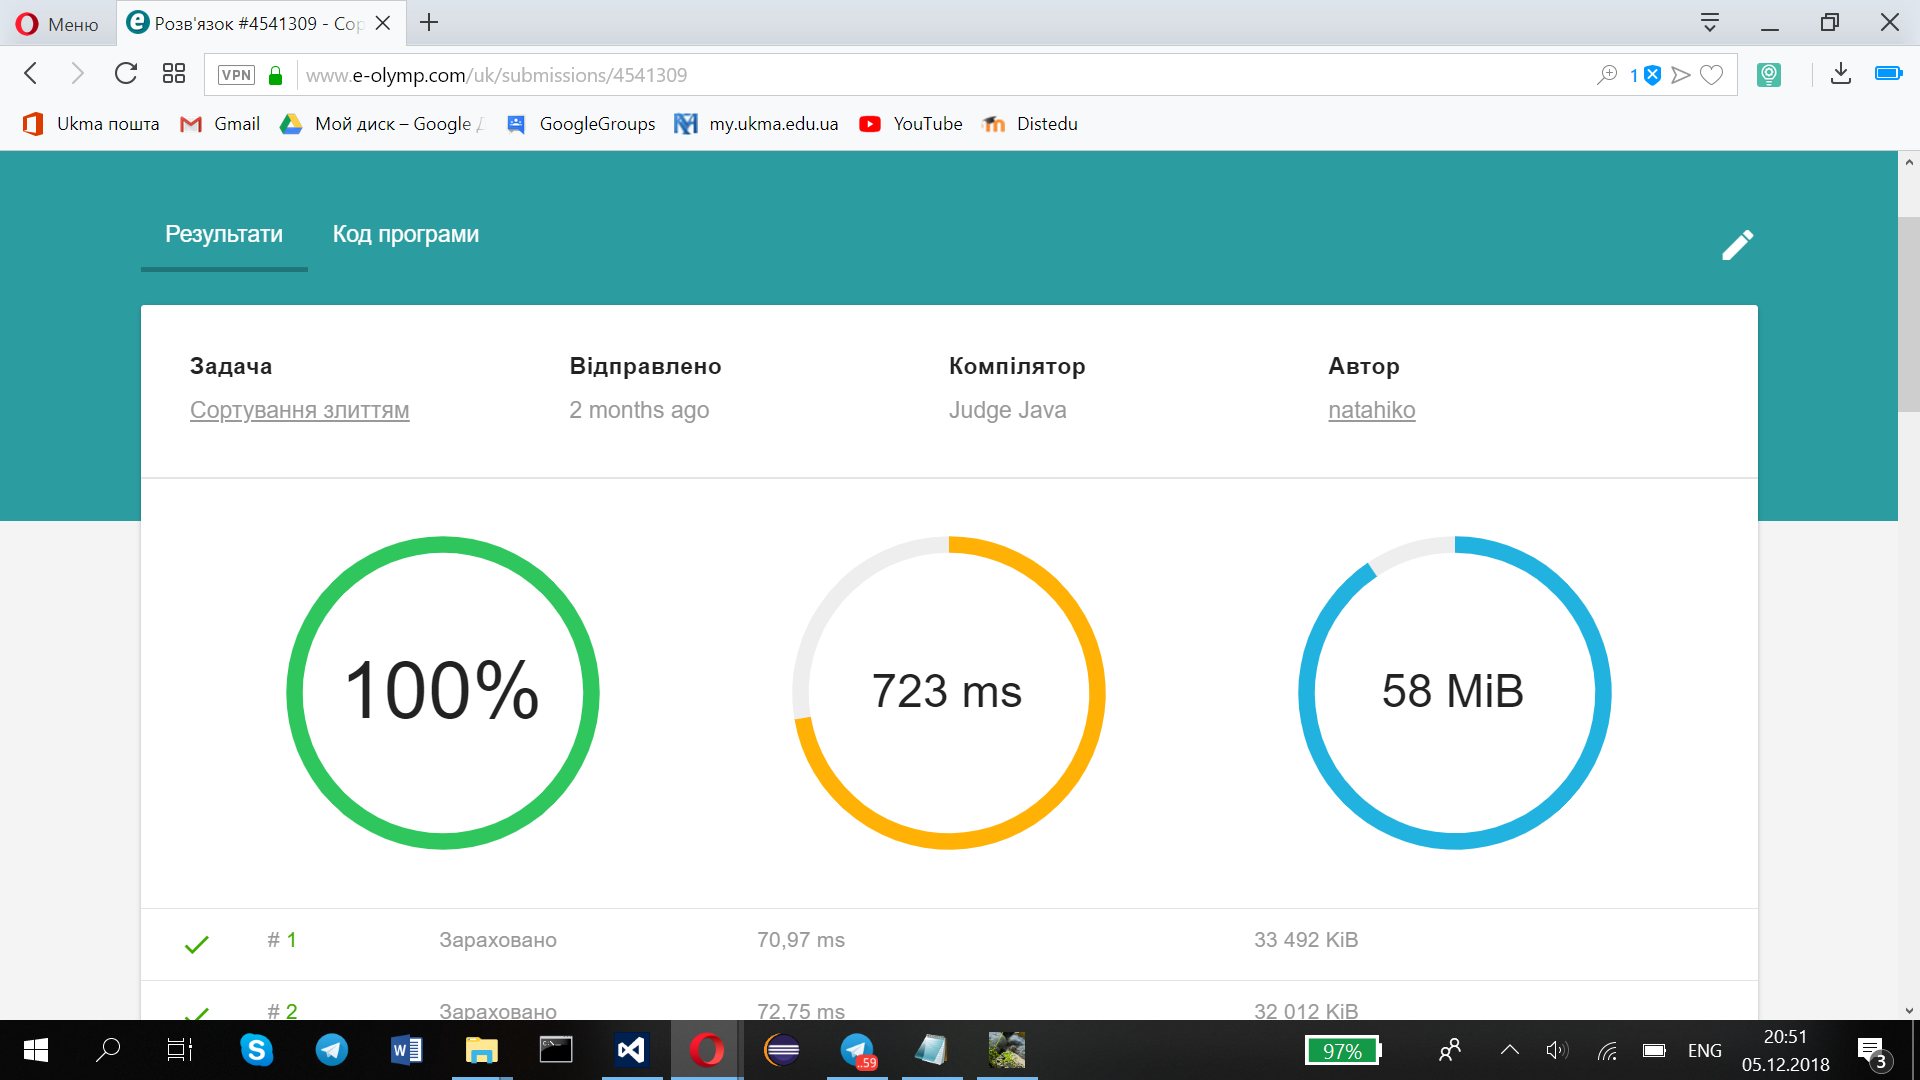 Меню
Розв'язок #4541309 - Сор
VPN
www.e-olymp.com/uk/submissions/4541309
1
Ukma пошта
Gmail
Мой диск – Google Д
GoogleGroups
my.ukma.edu.ua
YouTube
Distedu
Результати
Код програми
Задача
Відправлено
Компілятор
Автор
Сортування злиттям
2 months ago
Judge Java
natahiko
100%
723 ms
58 MiB
# 1
Зараховано
70,97 ms
33 492 KiB
# 2
Зараховано
72,75 ms
32 012 KiB
..59
97%
ENG
20:51
05.12.2018
3